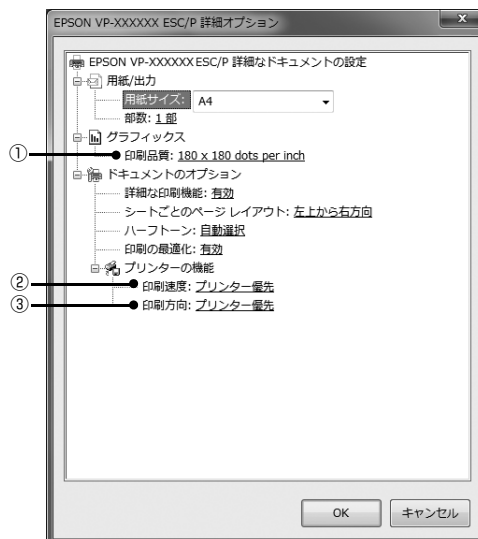 EPSON VP-XXXXXX ESC/P 詳細オプション
x
EPSON VP-XXXXXX ESC/P 詳細なドキュメントの設定
用紙/出力
用紙サイズ: A4
部数: 1 部
グラフィックス
① 印刷品質: 180 x 180 dots per inch
ドキュメントのオプション
詳細な印刷機能: 有効
シートごとのページ レイアウト: 左上から右方向
ハーフトーン: 自動選択
印刷の最適化: 有効
プリンターの機能
② 印刷速度: プリンター優先
③ 印刷方向: プリンター優先
OK キャンセル